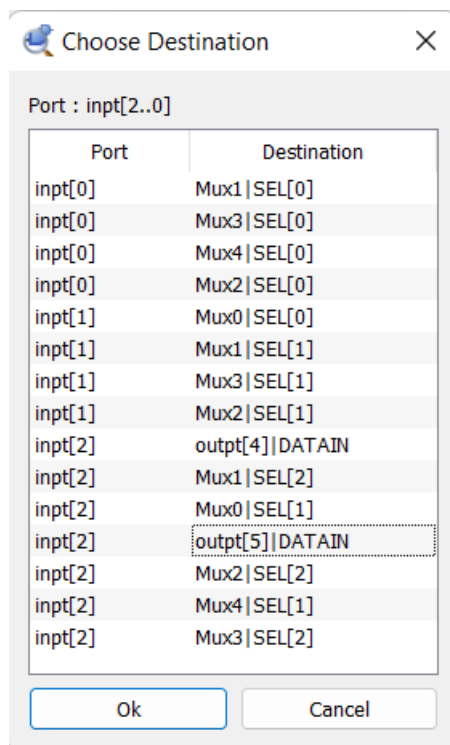 Choose Destination
Port : inpt[2..0]
Port Destination
inpt[0] Mux1|SEL[0]
inpt[0] Mux3|SEL[0]
inpt[0] Mux4|SEL[0]
inpt[0] Mux2|SEL[0]
inpt[1] Mux0|SEL[0]
inpt[1] Mux1|SEL[1]
inpt[1] Mux3|SEL[1]
inpt[1] Mux2|SEL[1]
inpt[2] outpt[4]|DATAIN
inpt[2] Mux1|SEL[2]
inpt[2] Mux0|SEL[1]
inpt[2] outpt[5]|DATAIN
inpt[2] Mux2|SEL[2]
inpt[2] Mux4|SEL[1]
inpt[2] Mux3|SEL[2]
Ok Cancel